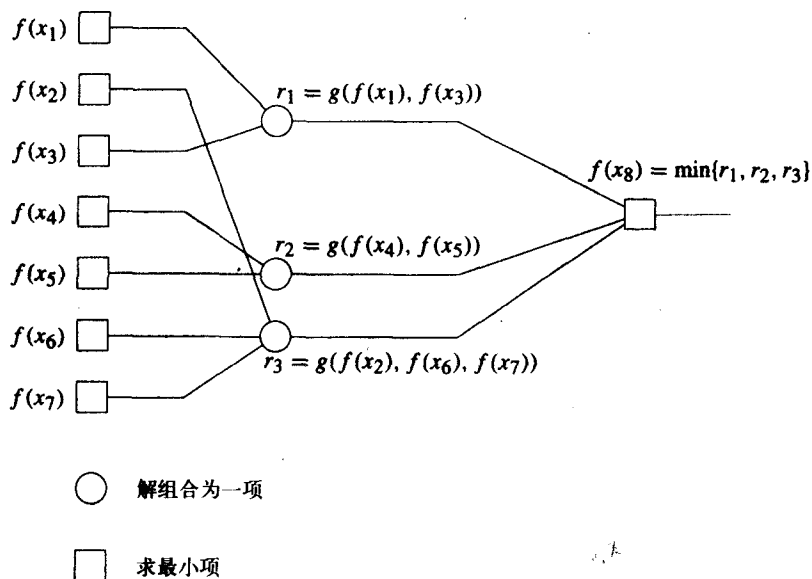 f(x₁)
f(x₂)
r₁ = g(f(x₁), f(x₃))
f(x₃)
f(x₈) = min{r₁, r₂, r₃}
f(x₄)
r₂ = g(f(x₄), f(x₅))
f(x₅)
f(x₆)
r₃ = g(f(x₂), f(x₆), f(x₇))
f(x₇)
解组合为一项
求最小项